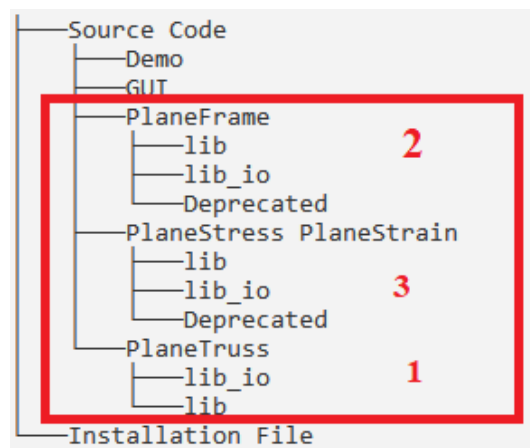 Source Code
Demo
GUI
PlaneFrame
lib 2
lib_io
Deprecated
PlaneStress PlaneStrain
lib
lib_io 3
Deprecated
PlaneTruss
lib_io 1
lib
Installation File